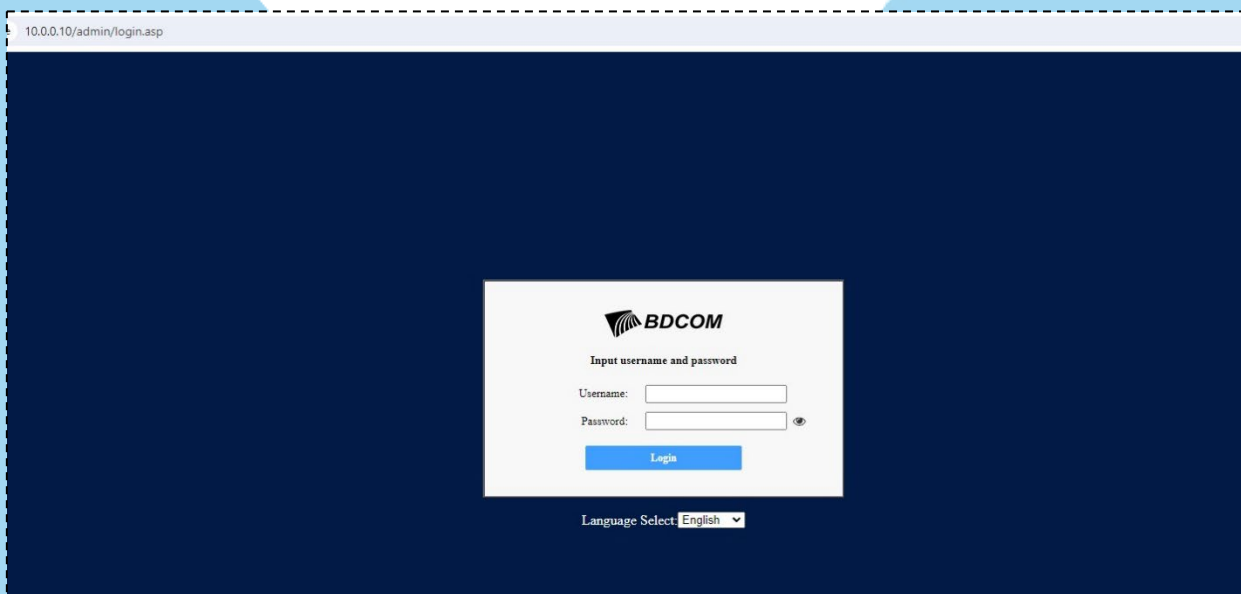 10.0.0.10/admin/login.asp
BDCOM
Input username and password
Username:
Password:
Login
Language Select: English